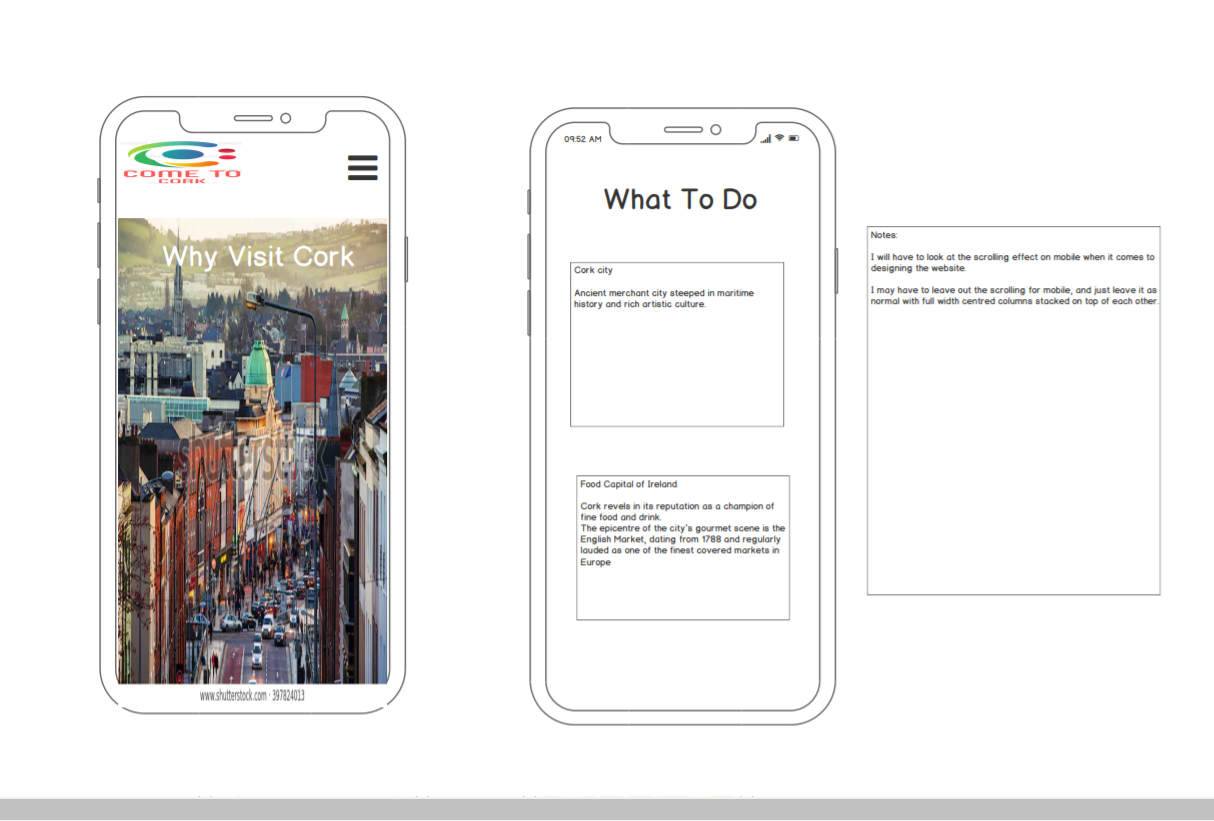 COME TO
CORK
Why Visit Cork
shutterstock
www.shutterstock.com · 397824013
09:52 AM
What To Do
Cork city
Ancient merchant city steeped in maritime
history and rich artistic culture.
Food Capital of Ireland
Cork revels in its reputation as a champion of
fine food and drink.
The epicentre of the city's gourmet scene is the
English Market, dating from 1788 and regularly
lauded as one of the finest covered markets in
Europe
Notes:
I will have to look at the scrolling effect on mobile when it comes to
designing the website.
I may have to leave out the scrolling for mobile, and just leave it as
normal with full width centred columns stacked on top of each other.